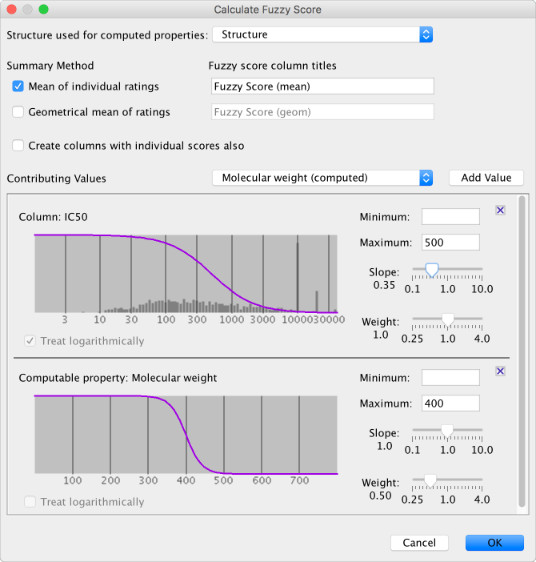 Calculate Fuzzy Score
Structure used for computed properties: Structure
Summary Method Fuzzy score column titles
Mean of individual ratings Fuzzy Score (mean)
Geometrical mean of ratings Fuzzy Score (geom)
Create columns with individual scores also
Contributing Values Molecular weight (computed) Add Value
Column: IC50
Minimum:
Maximum: 500
Slope:
0.35 0.1 1.0 10.0
3 10 30 100 300 1000 3000 10000 30000
Weight:
1.0 0.25 1.0 4.0
Treat logarithmically
Computable property: Molecular weight
Minimum:
Maximum: 400
Slope:
1.0 0.1 1.0 10.0
100 200 300 400 500 600 700
Weight:
0.50 0.25 1.0 4.0
Treat logarithmically
Cancel OK